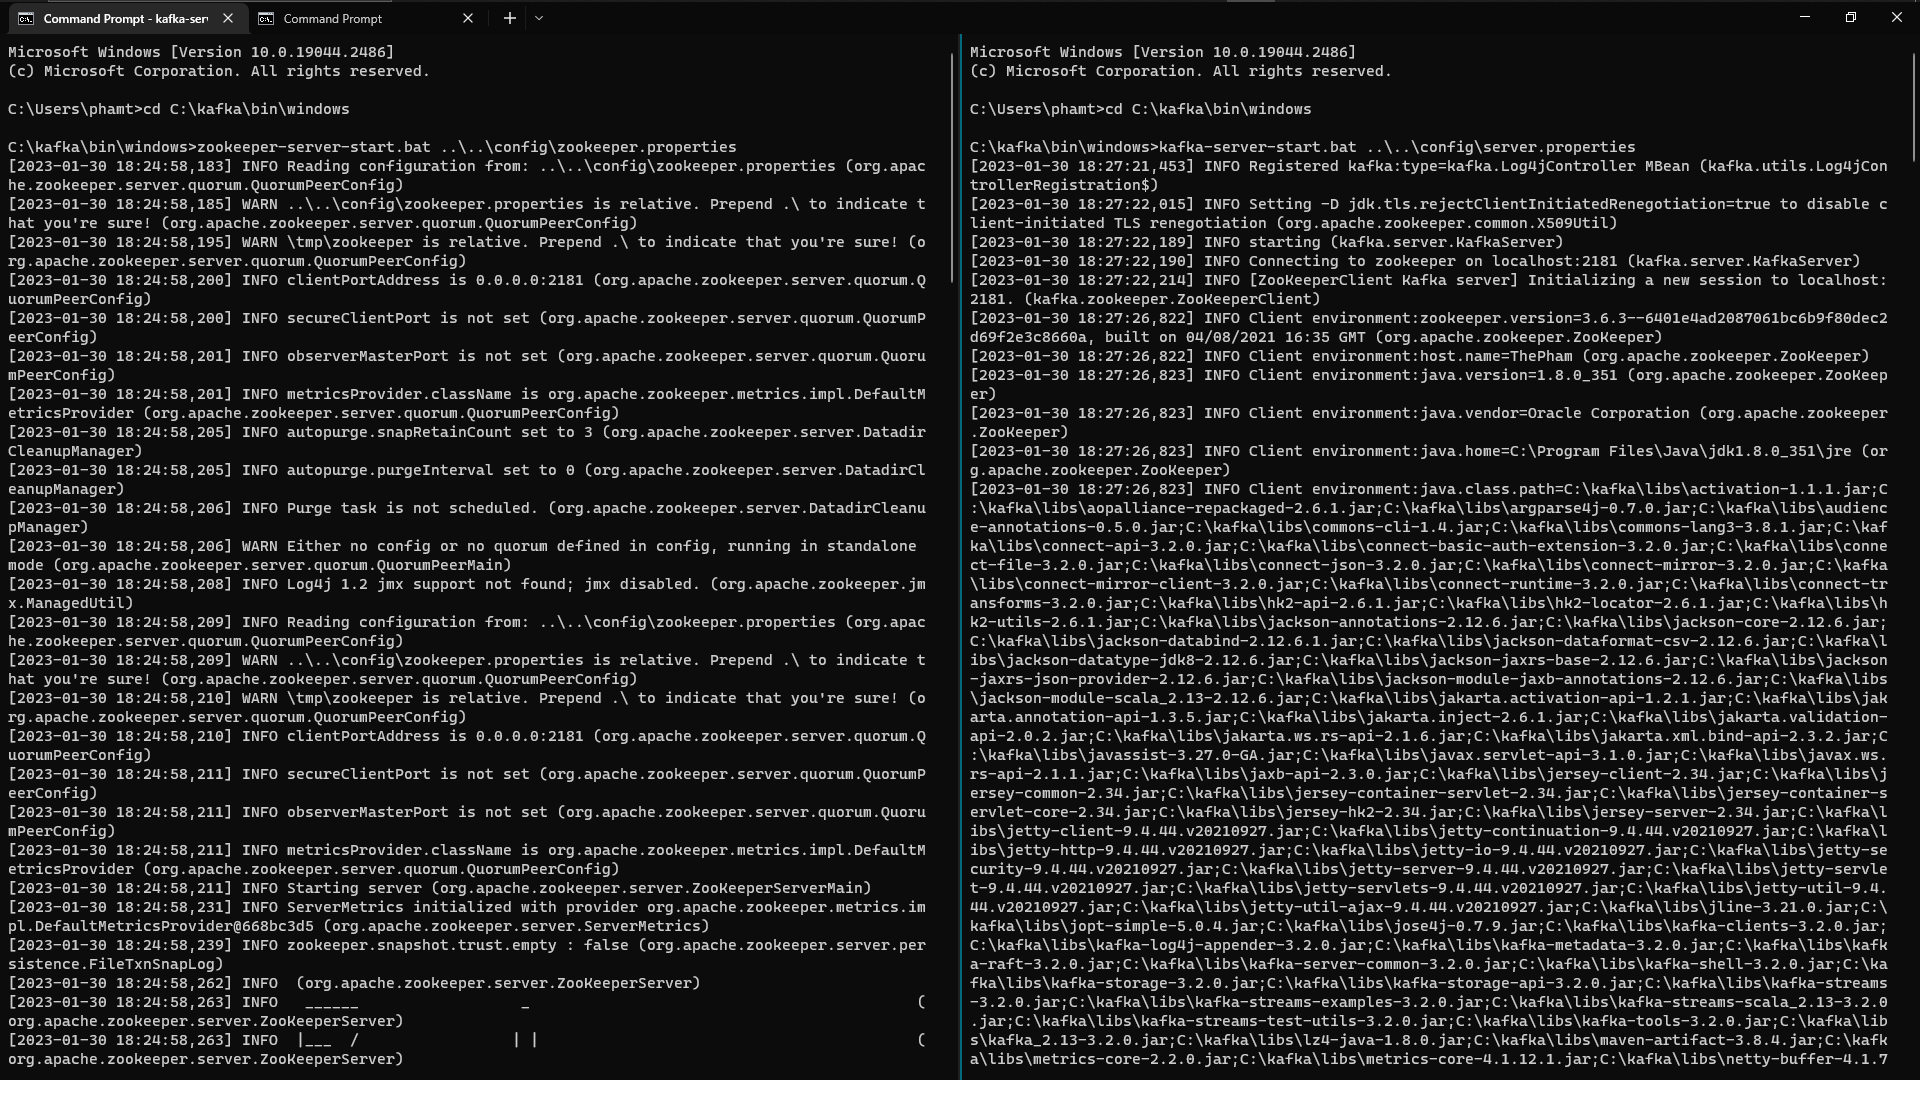 Command Prompt - kafka-ser
Command Prompt
Microsoft Windows [Version 10.0.19044.2486]
(c) Microsoft Corporation. All rights reserved.
C:\Users\phamt>cd C:\kafka\bin\windows
C:\kafka\bin\windows>zookeeper-server-start.bat ..\..\config\zookeeper.properties
[2023-01-30 18:24:58,183] INFO Reading configuration from: ..\..\config\zookeeper.properties (org.apac
he.zookeeper.server.quorum.QuorumPeerConfig)
[2023-01-30 18:24:58,185] WARN ..\..\config\zookeeper.properties is relative. Prepend .\ to indicate t
hat you're sure! (org.apache.zookeeper.server.quorum.QuorumPeerConfig)
[2023-01-30 18:24:58,195] WARN \tmp\zookeeper is relative. Prepend .\ to indicate that you're sure! (o
rg.apache.zookeeper.server.quorum.QuorumPeerConfig)
[2023-01-30 18:24:58,200] INFO clientPortAddress is 0.0.0.0:2181 (org.apache.zookeeper.server.quorum.Q
uorumPeerConfig)
[2023-01-30 18:24:58,200] INFO secureClientPort is not set (org.apache.zookeeper.server.quorum.QuorumP
eerConfig)
[2023-01-30 18:24:58,201] INFO observerMasterPort is not set (org.apache.zookeeper.server.quorum.Quoru
mPeerConfig)
[2023-01-30 18:24:58,201] INFO metricsProvider.className is org.apache.zookeeper.metrics.impl.DefaultM
etricsProvider (org.apache.zookeeper.server.quorum.QuorumPeerConfig)
[2023-01-30 18:24:58,205] INFO autopurge.snapRetainCount set to 3 (org.apache.zookeeper.server.Datadir
CleanupManager)
[2023-01-30 18:24:58,205] INFO autopurge.purgeInterval set to 0 (org.apache.zookeeper.server.DatadirCl
eanupManager)
[2023-01-30 18:24:58,206] INFO Purge task is not scheduled. (org.apache.zookeeper.server.DatadirCleanu
pManager)
[2023-01-30 18:24:58,206] WARN Either no config or no quorum defined in config, running in standalone
mode (org.apache.zookeeper.server.quorum.QuorumPeerMain)
[2023-01-30 18:24:58,208] INFO Log4j 1.2 jmx support not found; jmx disabled. (org.apache.zookeeper.jm
x.ManagedUtil)
[2023-01-30 18:24:58,209] INFO Reading configuration from: ..\..\config\zookeeper.properties (org.apac
he.zookeeper.server.quorum.QuorumPeerConfig)
[2023-01-30 18:24:58,209] WARN ..\..\config\zookeeper.properties is relative. Prepend .\ to indicate t
hat you're sure! (org.apache.zookeeper.server.quorum.QuorumPeerConfig)
[2023-01-30 18:24:58,210] WARN \tmp\zookeeper is relative. Prepend .\ to indicate that you're sure! (o
rg.apache.zookeeper.server.quorum.QuorumPeerConfig)
[2023-01-30 18:24:58,210] INFO clientPortAddress is 0.0.0.0:2181 (org.apache.zookeeper.server.quorum.Q
uorumPeerConfig)
[2023-01-30 18:24:58,211] INFO secureClientPort is not set (org.apache.zookeeper.server.quorum.QuorumP
eerConfig)
[2023-01-30 18:24:58,211] INFO observerMasterPort is not set (org.apache.zookeeper.server.quorum.Quoru
mPeerConfig)
[2023-01-30 18:24:58,211] INFO metricsProvider.className is org.apache.zookeeper.metrics.impl.DefaultM
etricsProvider (org.apache.zookeeper.server.quorum.QuorumPeerConfig)
[2023-01-30 18:24:58,211] INFO Starting server (org.apache.zookeeper.server.ZooKeeperServerMain)
[2023-01-30 18:24:58,231] INFO ServerMetrics initialized with provider org.apache.zookeeper.metrics.im
pl.DefaultMetricsProvider@668bc3d5 (org.apache.zookeeper.server.ServerMetrics)
[2023-01-30 18:24:58,239] INFO zookeeper.snapshot.trust.empty : false (org.apache.zookeeper.server.per
sistence.FileTxnSnapLog)
[2023-01-30 18:24:58,262] INFO  (org.apache.zookeeper.server.ZooKeeperServer)
[2023-01-30 18:24:58,263] INFO   ______                  _                                           (
org.apache.zookeeper.server.ZooKeeperServer)
[2023-01-30 18:24:58,263] INFO  |___  /                 | |                                          (
org.apache.zookeeper.server.ZooKeeperServer)
Microsoft Windows [Version 10.0.19044.2486]
(c) Microsoft Corporation. All rights reserved.
C:\Users\phamt>cd C:\kafka\bin\windows
C:\kafka\bin\windows>kafka-server-start.bat ..\..\config\server.properties
[2023-01-30 18:27:21,453] INFO Registered kafka:type=kafka.Log4jController MBean (kafka.utils.Log4jCon
trollerRegistration$)
[2023-01-30 18:27:22,015] INFO Setting -D jdk.tls.rejectClientInitiatedRenegotiation=true to disable c
lient-initiated TLS renegotiation (org.apache.zookeeper.common.X509Util)
[2023-01-30 18:27:22,189] INFO starting (kafka.server.KafkaServer)
[2023-01-30 18:27:22,190] INFO Connecting to zookeeper on localhost:2181 (kafka.server.KafkaServer)
[2023-01-30 18:27:22,214] INFO [ZooKeeperClient Kafka server] Initializing a new session to localhost:
2181. (kafka.zookeeper.ZooKeeperClient)
[2023-01-30 18:27:26,822] INFO Client environment:zookeeper.version=3.6.3--6401e4ad2087061bc6b9f80dec2
d69f2e3c8660a, built on 04/08/2021 16:35 GMT (org.apache.zookeeper.ZooKeeper)
[2023-01-30 18:27:26,822] INFO Client environment:host.name=ThePham (org.apache.zookeeper.ZooKeeper)
[2023-01-30 18:27:26,823] INFO Client environment:java.version=1.8.0_351 (org.apache.zookeeper.ZooKeep
er)
[2023-01-30 18:27:26,823] INFO Client environment:java.vendor=Oracle Corporation (org.apache.zookeeper
.ZooKeeper)
[2023-01-30 18:27:26,823] INFO Client environment:java.home=C:\Program Files\Java\jdk1.8.0_351\jre (or
g.apache.zookeeper.ZooKeeper)
[2023-01-30 18:27:26,823] INFO Client environment:java.class.path=C:\kafka\libs\activation-1.1.1.jar;C
:\kafka\libs\aopalliance-repackaged-2.6.1.jar;C:\kafka\libs\argparse4j-0.7.0.jar;C:\kafka\libs\audienc
e-annotations-0.5.0.jar;C:\kafka\libs\commons-cli-1.4.jar;C:\kafka\libs\commons-lang3-3.8.1.jar;C:\kaf
ka\libs\connect-api-3.2.0.jar;C:\kafka\libs\connect-basic-auth-extension-3.2.0.jar;C:\kafka\libs\conne
ct-file-3.2.0.jar;C:\kafka\libs\connect-json-3.2.0.jar;C:\kafka\libs\connect-mirror-3.2.0.jar;C:\kafka
\libs\connect-mirror-client-3.2.0.jar;C:\kafka\libs\connect-runtime-3.2.0.jar;C:\kafka\libs\connect-tr
ansforms-3.2.0.jar;C:\kafka\libs\hk2-api-2.6.1.jar;C:\kafka\libs\hk2-locator-2.6.1.jar;C:\kafka\libs\h
k2-utils-2.6.1.jar;C:\kafka\libs\jackson-annotations-2.12.6.jar;C:\kafka\libs\jackson-core-2.12.6.jar;
C:\kafka\libs\jackson-databind-2.12.6.1.jar;C:\kafka\libs\jackson-dataformat-csv-2.12.6.jar;C:\kafka\l
ibs\jackson-datatype-jdk8-2.12.6.jar;C:\kafka\libs\jackson-jaxrs-base-2.12.6.jar;C:\kafka\libs\jackson
-jaxrs-json-provider-2.12.6.jar;C:\kafka\libs\jackson-module-jaxb-annotations-2.12.6.jar;C:\kafka\libs
\jackson-module-scala_2.13-2.12.6.jar;C:\kafka\libs\jakarta.activation-api-1.2.1.jar;C:\kafka\libs\jak
arta.annotation-api-1.3.5.jar;C:\kafka\libs\jakarta.inject-2.6.1.jar;C:\kafka\libs\jakarta.validation-
api-2.0.2.jar;C:\kafka\libs\jakarta.ws.rs-api-2.1.6.jar;C:\kafka\libs\jakarta.xml.bind-api-2.3.2.jar;C
:\kafka\libs\javassist-3.27.0-GA.jar;C:\kafka\libs\javax.servlet-api-3.1.0.jar;C:\kafka\libs\javax.ws.
rs-api-2.1.1.jar;C:\kafka\libs\jaxb-api-2.3.0.jar;C:\kafka\libs\jersey-client-2.34.jar;C:\kafka\libs\j
ersey-common-2.34.jar;C:\kafka\libs\jersey-container-servlet-2.34.jar;C:\kafka\libs\jersey-container-s
ervlet-core-2.34.jar;C:\kafka\libs\jersey-hk2-2.34.jar;C:\kafka\libs\jersey-server-2.34.jar;C:\kafka\l
ibs\jetty-client-9.4.44.v20210927.jar;C:\kafka\libs\jetty-continuation-9.4.44.v20210927.jar;C:\kafka\l
ibs\jetty-http-9.4.44.v20210927.jar;C:\kafka\libs\jetty-io-9.4.44.v20210927.jar;C:\kafka\libs\jetty-se
curity-9.4.44.v20210927.jar;C:\kafka\libs\jetty-server-9.4.44.v20210927.jar;C:\kafka\libs\jetty-servle
t-9.4.44.v20210927.jar;C:\kafka\libs\jetty-servlets-9.4.44.v20210927.jar;C:\kafka\libs\jetty-util-9.4.
44.v20210927.jar;C:\kafka\libs\jetty-util-ajax-9.4.44.v20210927.jar;C:\kafka\libs\jline-3.21.0.jar;C:\
kafka\libs\jopt-simple-5.0.4.jar;C:\kafka\libs\jose4j-0.7.9.jar;C:\kafka\libs\kafka-clients-3.2.0.jar;
C:\kafka\libs\kafka-log4j-appender-3.2.0.jar;C:\kafka\libs\kafka-metadata-3.2.0.jar;C:\kafka\libs\kafk
a-raft-3.2.0.jar;C:\kafka\libs\kafka-server-common-3.2.0.jar;C:\kafka\libs\kafka-shell-3.2.0.jar;C:\ka
fka\libs\kafka-storage-3.2.0.jar;C:\kafka\libs\kafka-storage-api-3.2.0.jar;C:\kafka\libs\kafka-streams
-3.2.0.jar;C:\kafka\libs\kafka-streams-examples-3.2.0.jar;C:\kafka\libs\kafka-streams-scala_2.13-3.2.0
.jar;C:\kafka\libs\kafka-streams-test-utils-3.2.0.jar;C:\kafka\libs\kafka-tools-3.2.0.jar;C:\kafka\lib
s\kafka_2.13-3.2.0.jar;C:\kafka\libs\lz4-java-1.8.0.jar;C:\kafka\libs\maven-artifact-3.8.4.jar;C:\kafk
a\libs\metrics-core-2.2.0.jar;C:\kafka\libs\metrics-core-4.1.12.1.jar;C:\kafka\libs\netty-buffer-4.1.7